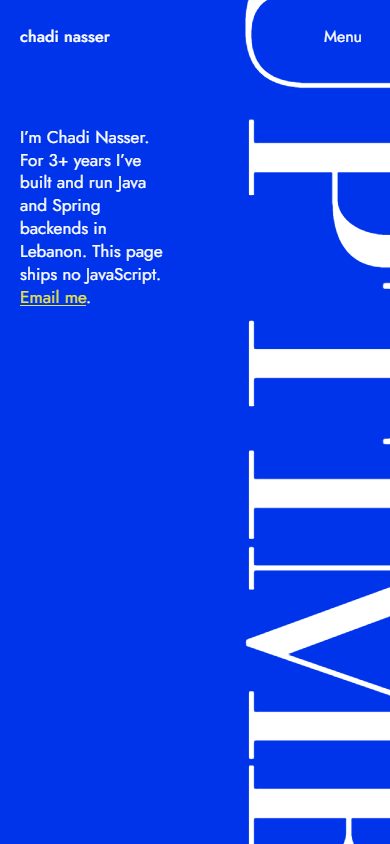 chadi nasser
Menu
I’m Chadi Nasser.
For 3+ years I’ve
built and run Java
and Spring
backends in
Lebanon. This page
ships no JavaScript.
Email me.
UPTIME